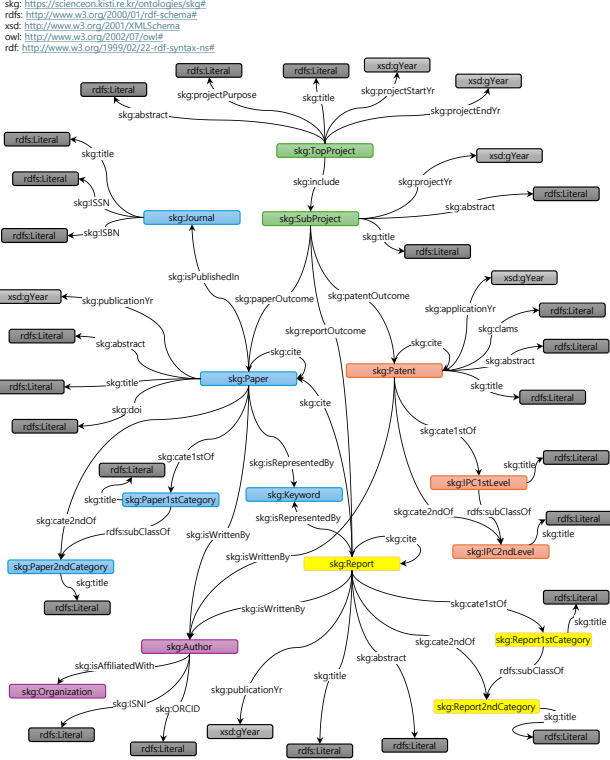 skg: https://scienceon.kisti.re.kr/ontologies/skg#
rdfs: http://www.w3.org/2000/01/rdf-schema#
xsd: http://www.w3.org/2001/XMLSchema
owl: http://www.w3.org/2002/07/owl#
rdf: http://www.w3.org/1999/02/22-rdf-syntax-ns#
xsd:gYear
rdfs:Literal
rdfs:Literal
xsd:gYear
rdfs:Literal
skg:projectPurpose
skg:title
skg:projectStartYr
skg:projectEndYr
skg:abstract
rdfs:Literal
skg:TopProject
skg:title
xsd:gYear
rdfs:Literal
skg:include
skg:projectYr
rdfs:Literal
skg:ISSN
skg:abstract
skg:Journal
skg:SubProject
rdfs:Literal
skg:ISBN
skg:title
rdfs:Literal
skg:isPublishedIn
xsd:gYear
xsd:gYear
skg:publicationYr
skg:paperOutcome
skg:patentOutcome
skg:applicationYr
rdfs:Literal
skg:reportOutcome
skg:clams
rdfs:Literal
skg:abstract
skg:cite
skg:cite
rdfs:Literal
skg:abstract
skg:Paper
skg:Patent
rdfs:Literal
skg:title
skg:title
rdfs:Literal
skg:doi
skg:cite
rdfs:Literal
skg:cate1stOf
skg:cate1stOf
rdfs:Literal
rdfs:Literal
skg:isRepresentedBy
skg:title
skg:title
skg:Paper1stCategory
skg:Keyword
skg:IPC1stLevel
skg:cate2ndOf
rdfs:subClassOf
skg:isRepresentedBy
skg:cate2ndOf
rdfs:subClassOf
rdfs:Literal
skg:isWrittenBy
skg:title
skg:cite
skg:isWrittenBy
skg:IPC2ndLevel
skg:Paper2ndCategory
skg:Report
skg:title
rdfs:Literal
rdfs:Literal
skg:isWrittenBy
skg:cate1stOf
skg:title
skg:Author
skg:cate2ndOf
skg:Report1stCategory
skg:isAffiliatedWith
skg:abstract
rdfs:subClassOf
skg:Organization
skg:publicationYr
skg:title
skg:ISNI
skg:ORCID
skg:Report2ndCategory
skg:title
rdfs:Literal
xsd:gYear
rdfs:Literal
rdfs:Literal
rdfs:Literal
rdfs:Literal